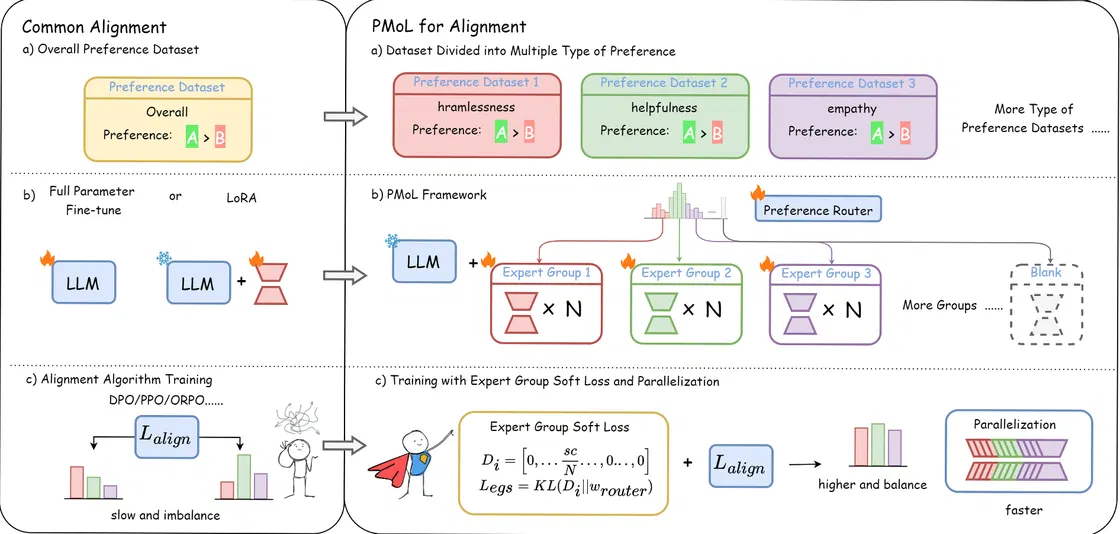 Common Alignment
a) Overall Preference Dataset
Preference Dataset
Overall
Preference: A > B
b) Full Parameter
Fine-tune
or
LoRA
LLM
LLM
+
c) Alignment Algorithm Training
DPO/PPO/ORPO......
L_align
slow and imbalance
PMoL for Alignment
a) Dataset Divided into Multiple Type of Preference
Preference Dataset 1
hramlessness
Preference: A > B
Preference Dataset 2
helpfulness
Preference: A > B
Preference Dataset 3
empathy
Preference: A > B
More Type of
Preference Datasets ......
b) PMoL Framework
Preference Router
LLM
+
Expert Group 1
× N
Expert Group 2
× N
Expert Group 3
× N
More Groups ......
Blank
c) Training with Expert Group Soft Loss and Parallelization
Expert Group Soft Loss
D_i = [0, ... sc/N ..., 0..., 0]
Legs = KL(D_i||w_router)
+
L_align
higher and balance
Parallelization
faster